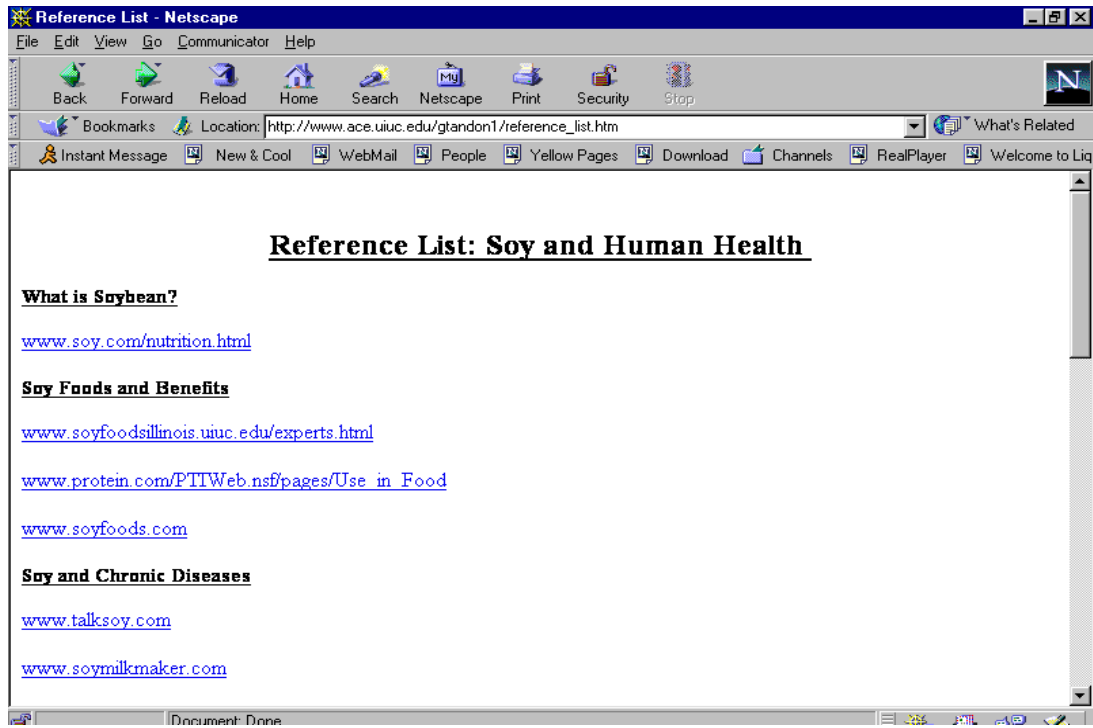 Reference List - Netscape
File Edit View Go Communicator Help
Back Forward Reload Home Search Netscape Print Security Stop
My
N
Bookmarks Location: http://www.ace.uiuc.edu/gtandon1/reference_list.htm What's Related
Instant Message New & Cool WebMail People Yellow Pages Download Channels RealPlayer Welcome to Liq
Reference List: Soy and Human Health
What is Soybean?
www.soy.com/nutrition.html
Soy Foods and Benefits
www.soyfoodsillinois.uiuc.edu/experts.html
www.protein.com/PTIWeb.nsf/pages/Use_in_Food
www.soyfoods.com
Soy and Chronic Diseases
www.talksoy.com
www.soymilkmaker.com
Document: Done